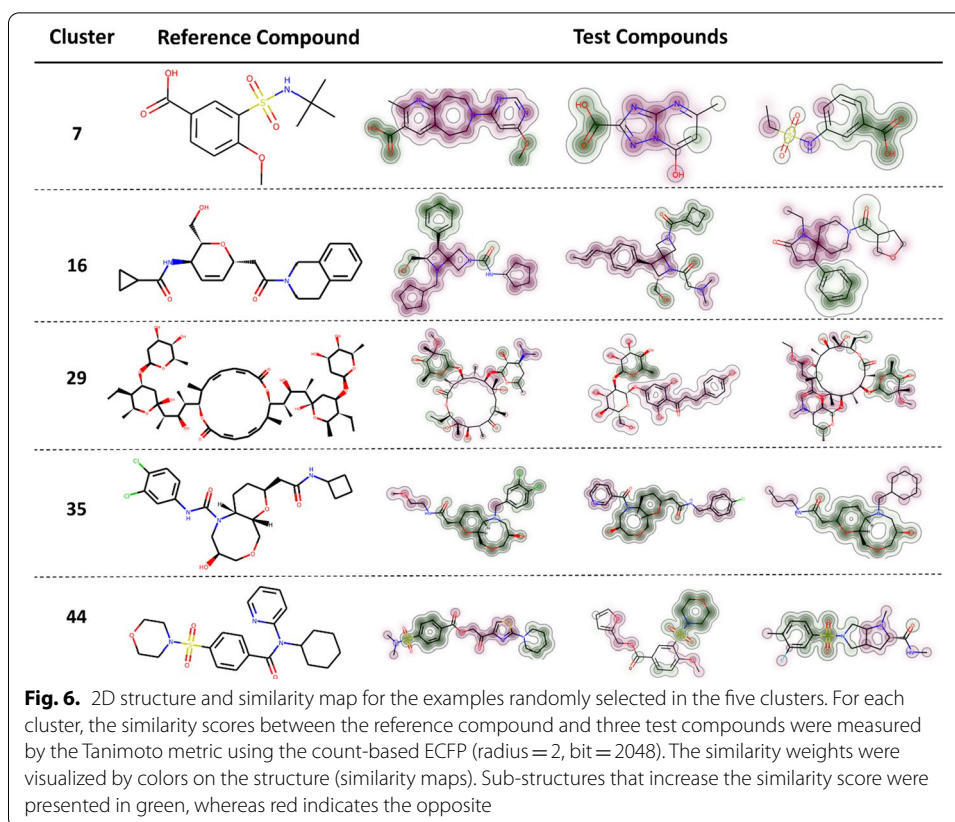 Cluster Reference Compound Test Compounds
7
16
29
35
44
Fig. 6. 2D structure and similarity map for the examples randomly selected in the five clusters. For each
cluster, the similarity scores between the reference compound and three test compounds were measured
by the Tanimoto metric using the count-based ECFP (radius = 2, bit = 2048). The similarity weights were
visualized by colors on the structure (similarity maps). Sub-structures that increase the similarity score were
presented in green, whereas red indicates the opposite